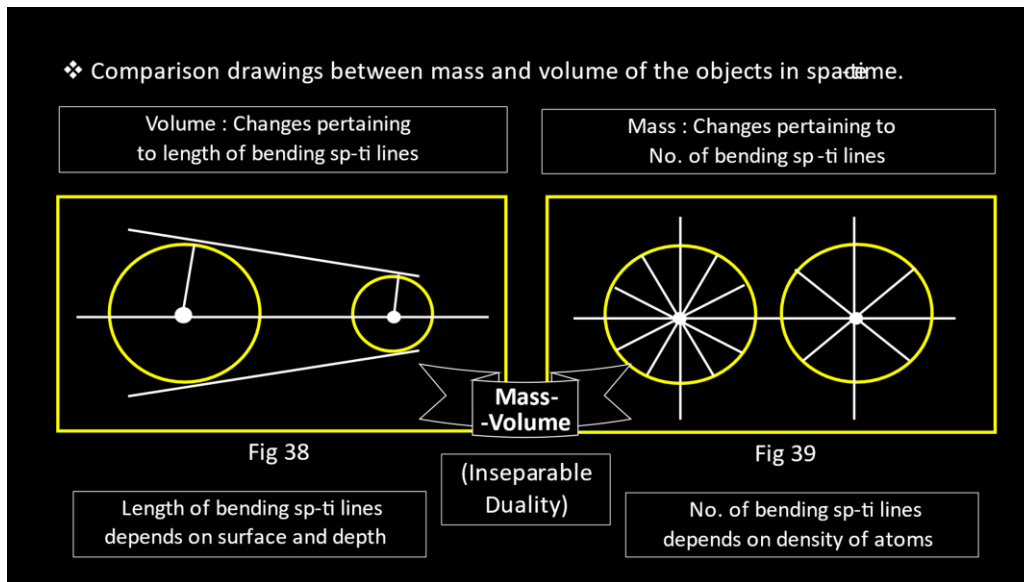 ❖ Comparison drawings between mass and volume of the objects in space-time.
Volume : Changes pertaining
to length of bending sp-ti lines
Mass : Changes pertaining to
No. of bending sp -ti lines
Mass-
-Volume
Fig 38
Fig 39
(Inseparable
Duality)
Length of bending sp-ti lines
depends on surface and depth
No. of bending sp-ti lines
depends on density of atoms